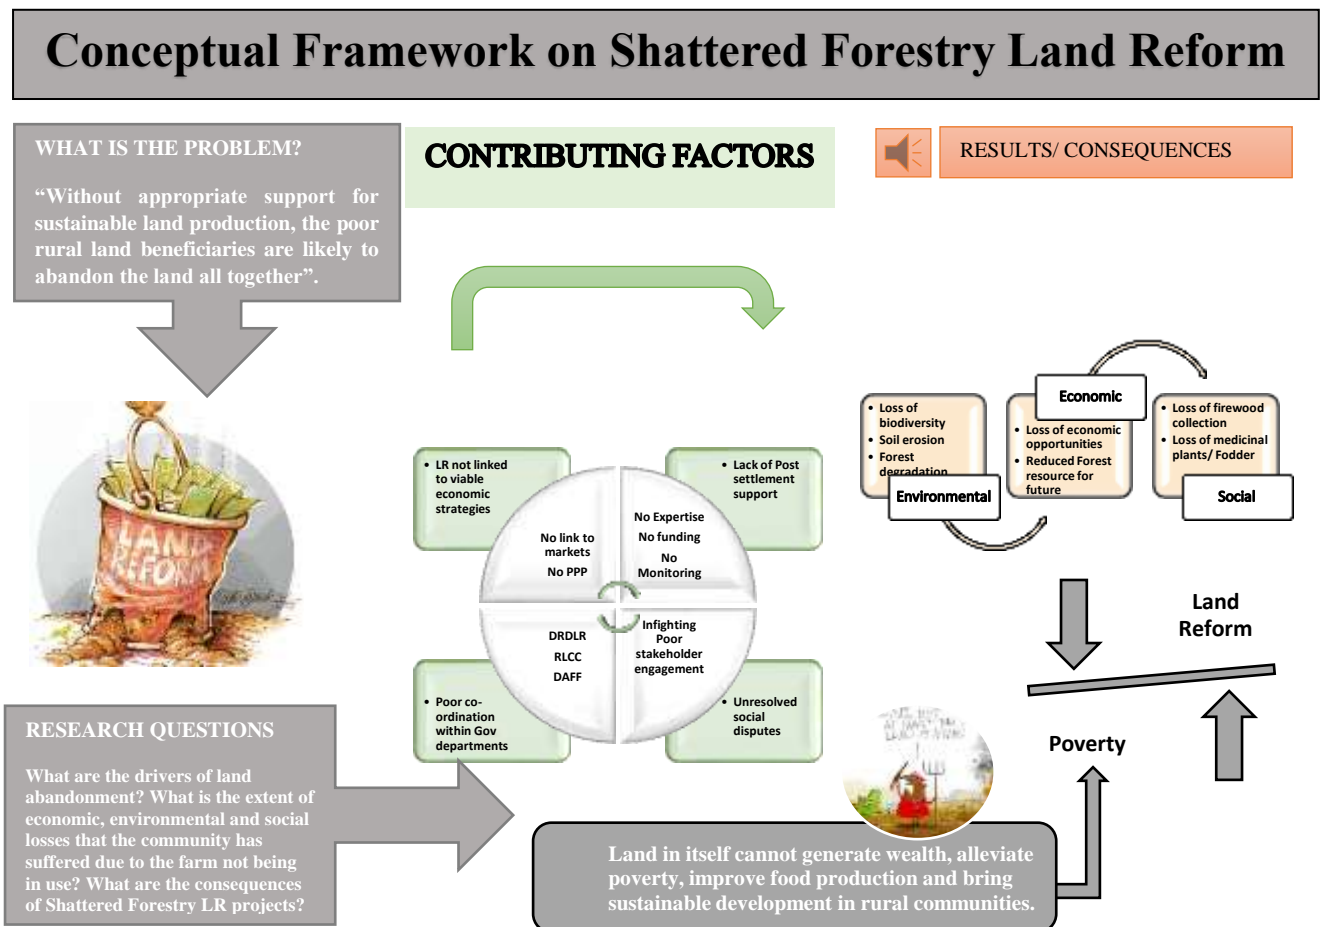 Conceptual Framework on Shattered Forestry Land Reform
WHAT IS THE PROBLEM?
“Without appropriate support for
sustainable land production, the poor
rural land beneficiaries are likely to
abandon the land all together”.
LAND
REFORM
RESEARCH QUESTIONS
What are the drivers of land
abandonment? What is the extent of
economic, environmental and social
losses that the community has
suffered due to the farm not being
in use? What are the consequences
of Shattered Forestry LR projects?
CONTRIBUTING FACTORS
• LR not linked
to viable
economic
strategies
No link to
markets
No PPP
• Lack of Post
settlement
support
No Expertise
No funding
No
Monitoring
DRDLR
RLCC
DAFF
• Poor co-
ordination
within Gov
departments
Infighting
Poor
stakeholder
engagement
• Unresolved
social
disputes
RESULTS/ CONSEQUENCES
• Loss of
biodiversity
• Soil erosion
• Forest
degradation
Environmental
Economic
• Loss of economic
opportunities
• Reduced Forest
resource for
future
• Loss of firewood
collection
• Loss of medicinal
plants/ Fodder
Social
Land
Reform
Poverty
Land in itself cannot generate wealth, alleviate
poverty, improve food production and bring
sustainable development in rural communities.